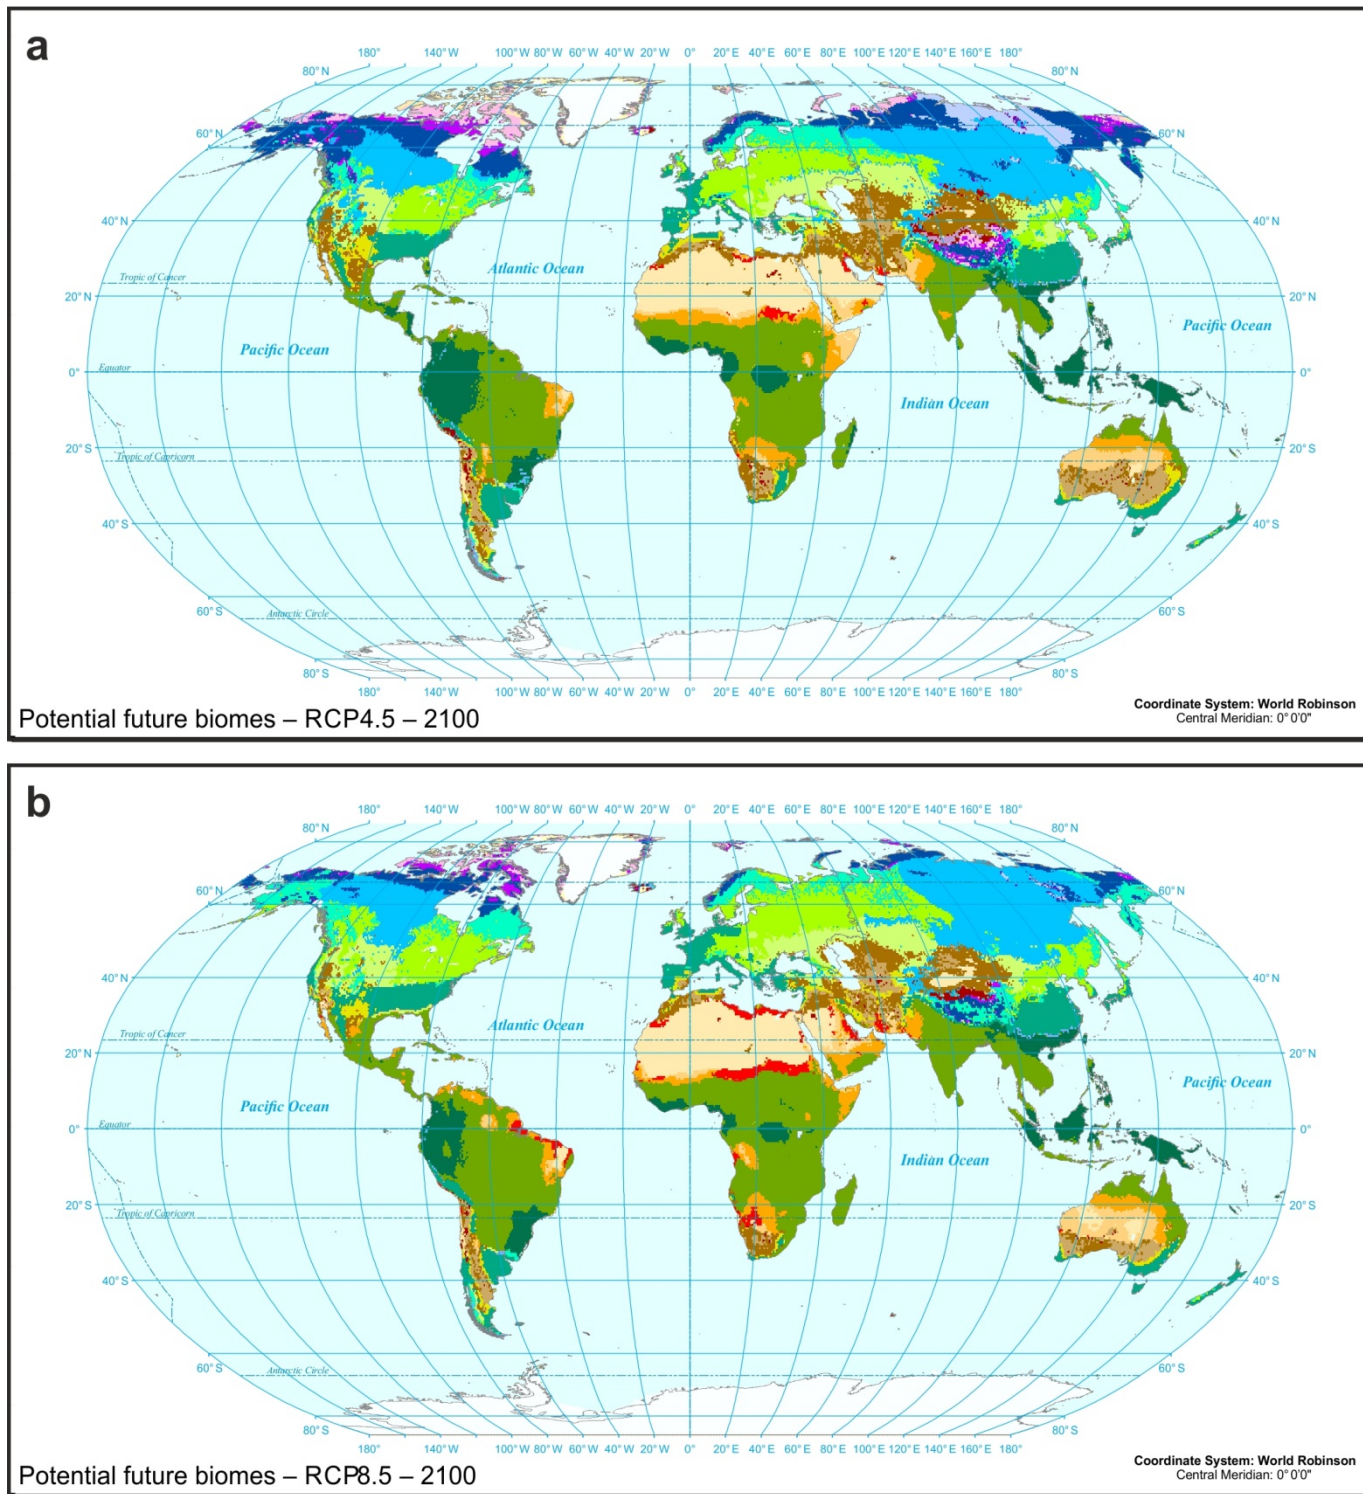 a
180° 140° W 100° W 80° W 60° W 40° W 20° W 0° 20° E 40° E 60° E 80° E 100° E 120° E 140° E 160° E 180°
80° N 80° N
60° N 60° N
40° N 40° N
Atlantic Ocean
Tropic of Cancer
20° N 20° N
Pacific Ocean Pacific Ocean
Equator 0° 0°
Indian Ocean
20° S 20° S
Tropic of Capricorn
40° S 40° S
60° S 60° S
Antarctic Circle
80° S 80° S
180° 140° W 100° W 80° W 60° W 40° W 20° W 0° 20° E 40° E 60° E 80° E 100° E 120° E 140° E 160° E 180°
Potential future biomes – RCP4.5 – 2100
Coordinate System: World Robinson
Central Meridian: 0° 0'0"
b
180° 140° W 100° W 80° W 60° W 40° W 20° W 0° 20° E 40° E 60° E 80° E 100° E 120° E 140° E 160° E 180°
80° N 80° N
60° N 60° N
40° N 40° N
Atlantic Ocean
Tropic of Cancer
20° N 20° N
Pacific Ocean Pacific Ocean
Equator 0° 0°
Indian Ocean
20° S 20° S
Tropic of Capricorn
40° S 40° S
60° S 60° S
Antarctic Circle
80° S 80° S
180° 140° W 100° W 80° W 60° W 40° W 20° W 0° 20° E 40° E 60° E 80° E 100° E 120° E 140° E 160° E 180°
Potential future biomes – RCP8.5 – 2100
Coordinate System: World Robinson
Central Meridian: 0° 0'0"